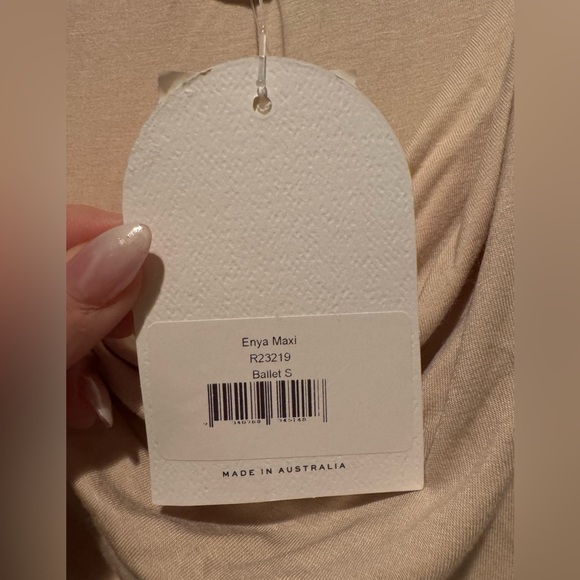 Enya Maxi
R23219
Ballet S
MADE IN AUSTRALIA